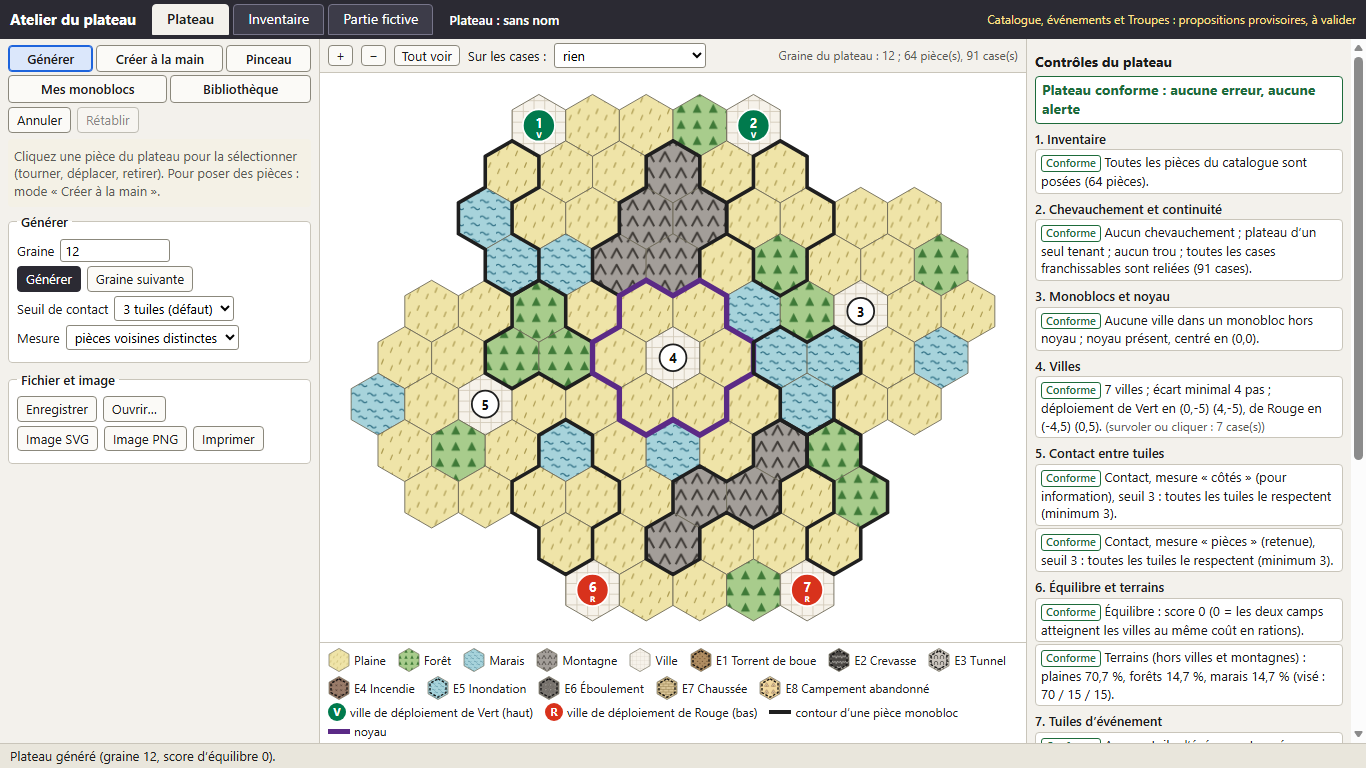 Atelier du plateau
Plateau
Inventaire
Partie fictive
Plateau : sans nom
Catalogue, événements et Troupes : propositions provisoires, à valider
Générer
Créer à la main
Pinceau
Mes monoblocs
Bibliothèque
Annuler
Rétablir
Cliquez une pièce du plateau pour la sélectionner
(tourner, déplacer, retirer). Pour poser des pièces :
mode « Créer à la main ».
Générer
Graine 12
Générer
Graine suivante
Seuil de contact 3 tuiles (défaut)
Mesure pièces voisines distinctes
Fichier et image
Enregistrer
Ouvrir...
Image SVG
Image PNG
Imprimer
+
−
Tout voir
Sur les cases : rien
Graine du plateau : 12 ; 64 pièce(s), 91 case(s)
1
V
2
V
3
4
5
6
R
7
R
Plaine
Forêt
Marais
Montagne
Ville
E1 Torrent de boue
E2 Crevasse
E3 Tunnel
E4 Incendie
E5 Inondation
E6 Éboulement
E7 Chaussée
E8 Campement abandonné
V ville de déploiement de Vert (haut)
R ville de déploiement de Rouge (bas)
contour d'une pièce monobloc
noyau
Contrôles du plateau
Plateau conforme : aucune erreur, aucune
alerte
1. Inventaire
Conforme Toutes les pièces du catalogue sont
posées (64 pièces).
2. Chevauchement et continuité
Conforme Aucun chevauchement ; plateau d'un
seul tenant ; aucun trou ; toutes les cases
franchissables sont reliées (91 cases).
3. Monoblocs et noyau
Conforme Aucune ville dans un monobloc hors
noyau ; noyau présent, centré en (0,0).
4. Villes
Conforme 7 villes ; écart minimal 4 pas ;
déploiement de Vert en (0,-5) (4,-5), de Rouge en
(-4,5) (0,5). (survoler ou cliquer : 7 case(s))
5. Contact entre tuiles
Conforme Contact, mesure « côtés » (pour
information), seuil 3 : toutes les tuiles le respectent
(minimum 3).
Conforme Contact, mesure « pièces » (retenue),
seuil 3 : toutes les tuiles le respectent (minimum 3).
6. Équilibre et terrains
Conforme Équilibre : score 0 (0 = les deux camps
atteignent les villes au même coût en rations).
Conforme Terrains (hors villes et montagnes) :
plaines 70,7 %, forêts 14,7 %, marais 14,7 % (visé :
70 / 15 / 15).
7. Tuiles d'événement
Plateau généré (graine 12, score d'équilibre 0).